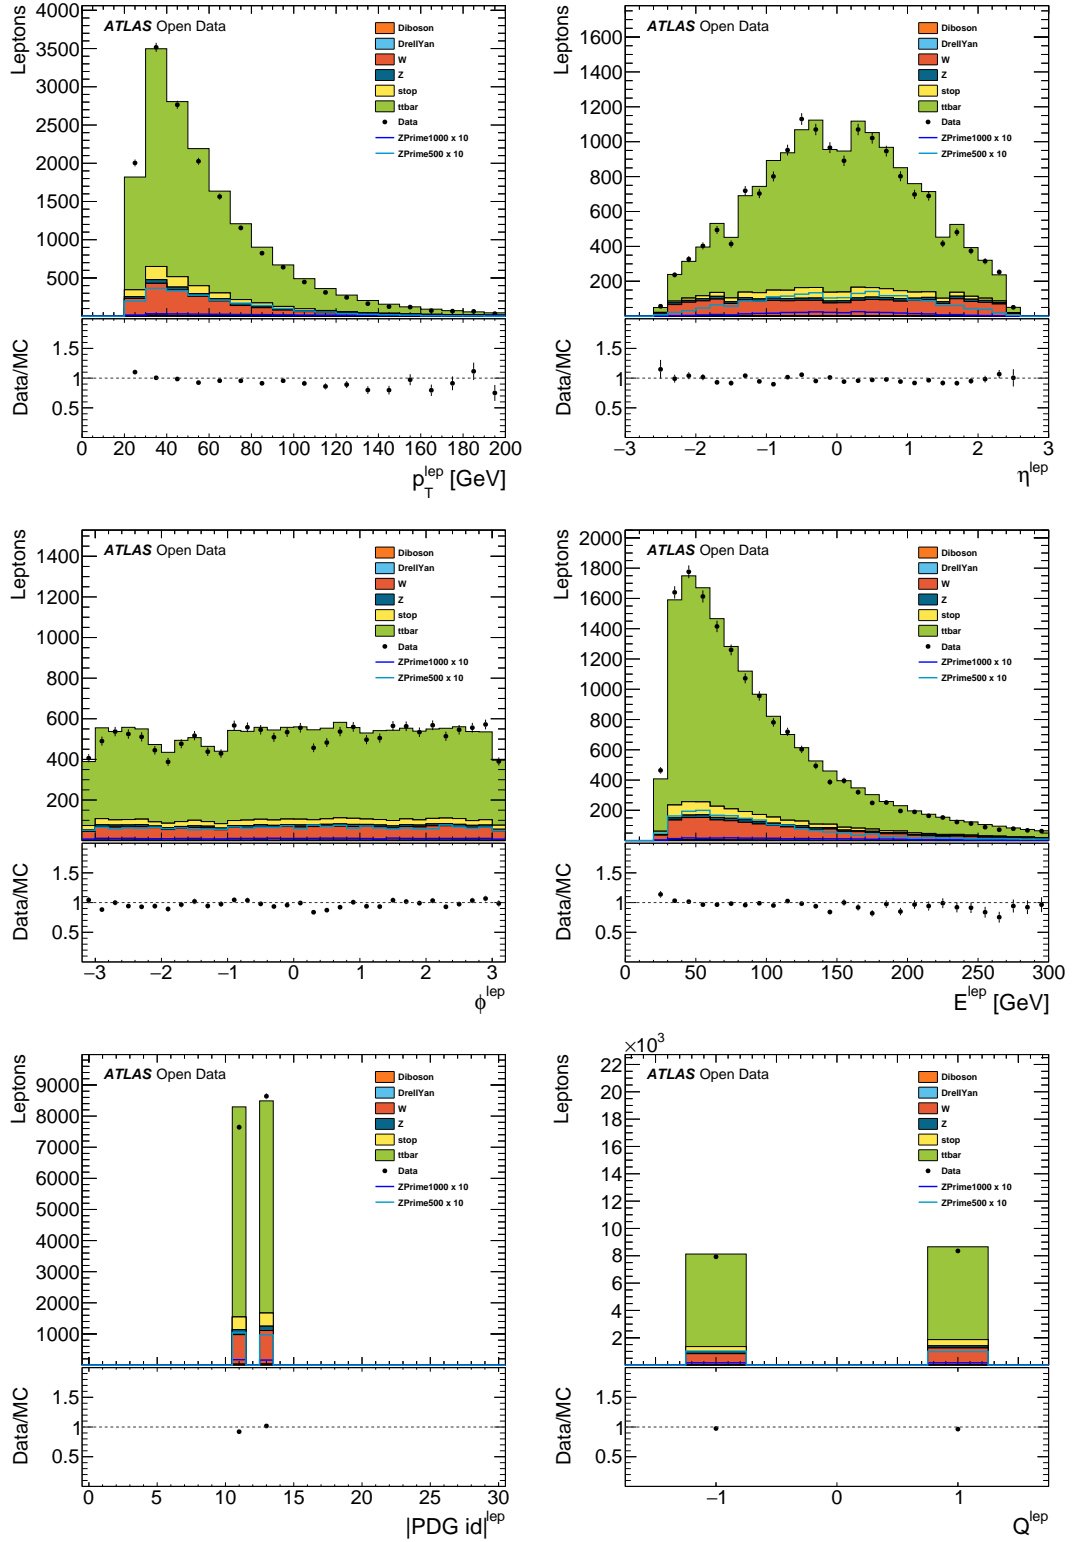 ATLAS Open Data
Leptons
4000
3500
3000
2500
2000
1500
1000
500
Diboson
DrellYan
W
Z
stop
ttbar
Data
ZPrime1000 x 10
ZPrime500 x 10
Data/MC
1.5
1
0.5
0 20 40 60 80 100 120 140 160 180 200
p_T^lep [GeV]
ATLAS Open Data
Leptons
1600
1400
1200
1000
800
600
400
200
Diboson
DrellYan
W
Z
stop
ttbar
Data
ZPrime1000 x 10
ZPrime500 x 10
Data/MC
1.5
1
0.5
−3 −2 −1 0 1 2 3
η^lep
ATLAS Open Data
Leptons
1400
1200
1000
800
600
400
200
Diboson
DrellYan
W
Z
stop
ttbar
Data
ZPrime1000 x 10
ZPrime500 x 10
Data/MC
1.5
1
0.5
−3 −2 −1 0 1 2 3
ϕ^lep
ATLAS Open Data
Leptons
2000
1800
1600
1400
1200
1000
800
600
400
200
Diboson
DrellYan
W
Z
stop
ttbar
Data
ZPrime1000 x 10
ZPrime500 x 10
Data/MC
1.5
1
0.5
0 50 100 150 200 250 300
E^lep [GeV]
ATLAS Open Data
Leptons
9000
8000
7000
6000
5000
4000
3000
2000
1000
Diboson
DrellYan
W
Z
stop
ttbar
Data
ZPrime1000 x 10
ZPrime500 x 10
Data/MC
1.5
1
0.5
0 5 10 15 20 25 30
|PDG id|^lep
×10^3
ATLAS Open Data
Leptons
22
20
18
16
14
12
10
8
6
4
2
Diboson
DrellYan
W
Z
stop
ttbar
Data
ZPrime1000 x 10
ZPrime500 x 10
Data/MC
1.5
1
0.5
−1 0 1
Q^lep